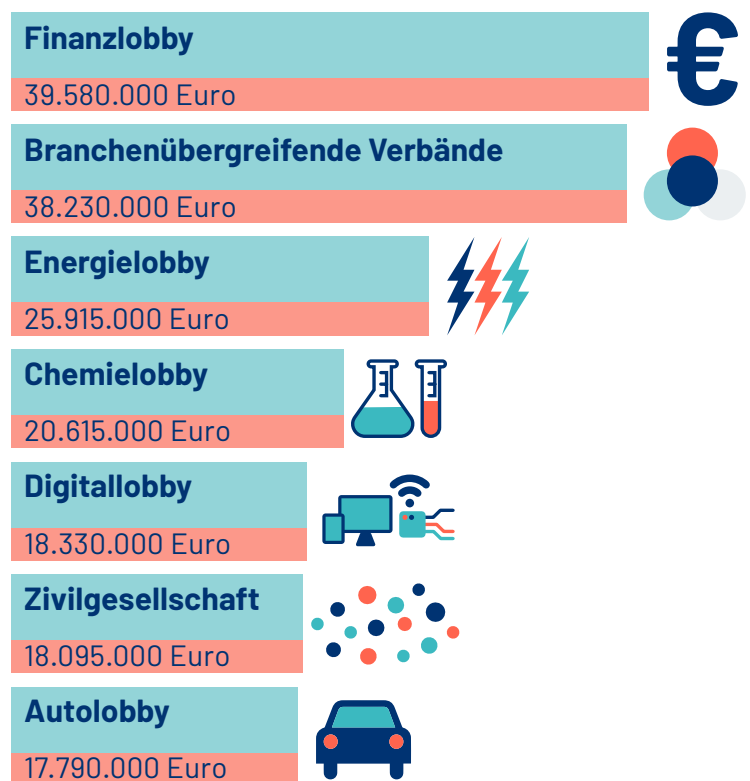 Finanzlobby
39.580.000 Euro
Branchenübergreifende Verbände
38.230.000 Euro
Energielobby
25.915.000 Euro
Chemielobby
20.615.000 Euro
Digitallobby
18.330.000 Euro
Zivilgesellschaft
18.095.000 Euro
Autolobby
17.790.000 Euro